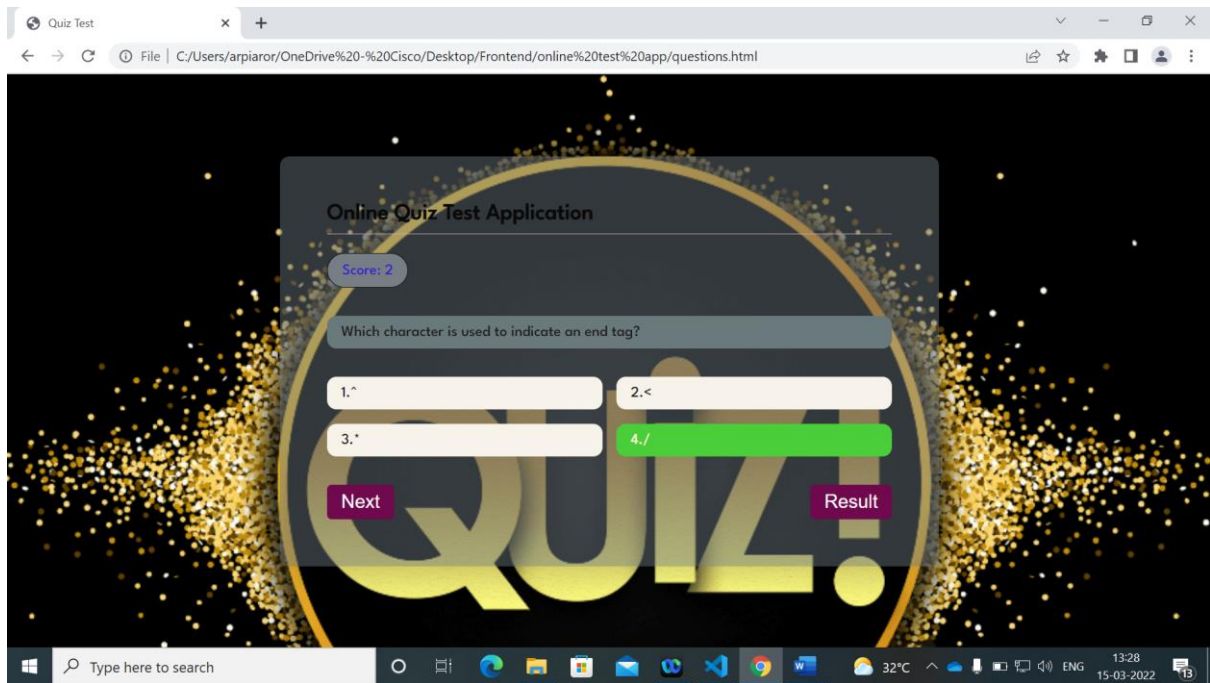 Quiz Test
File | C:/Users/arpiaror/OneDrive%20-%20Cisco/Desktop/Frontend/online%20test%20app/questions.html
Online Quiz Test Application
Score: 2
Which character is used to indicate an end tag?
1.^
2.<
3.*
4./
Next
Result
QUIZ!
Type here to search
32°C
ENG
13:28
15-03-2022
13